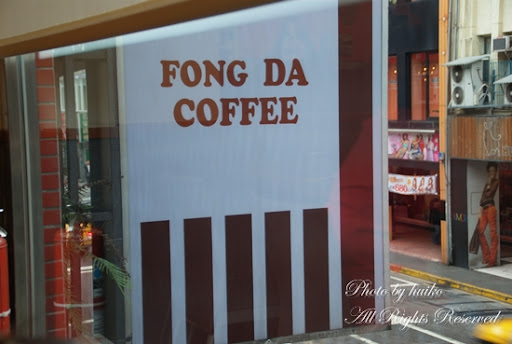 FONG DA
COFFEE
Photo by haiko
All Rights Reserved